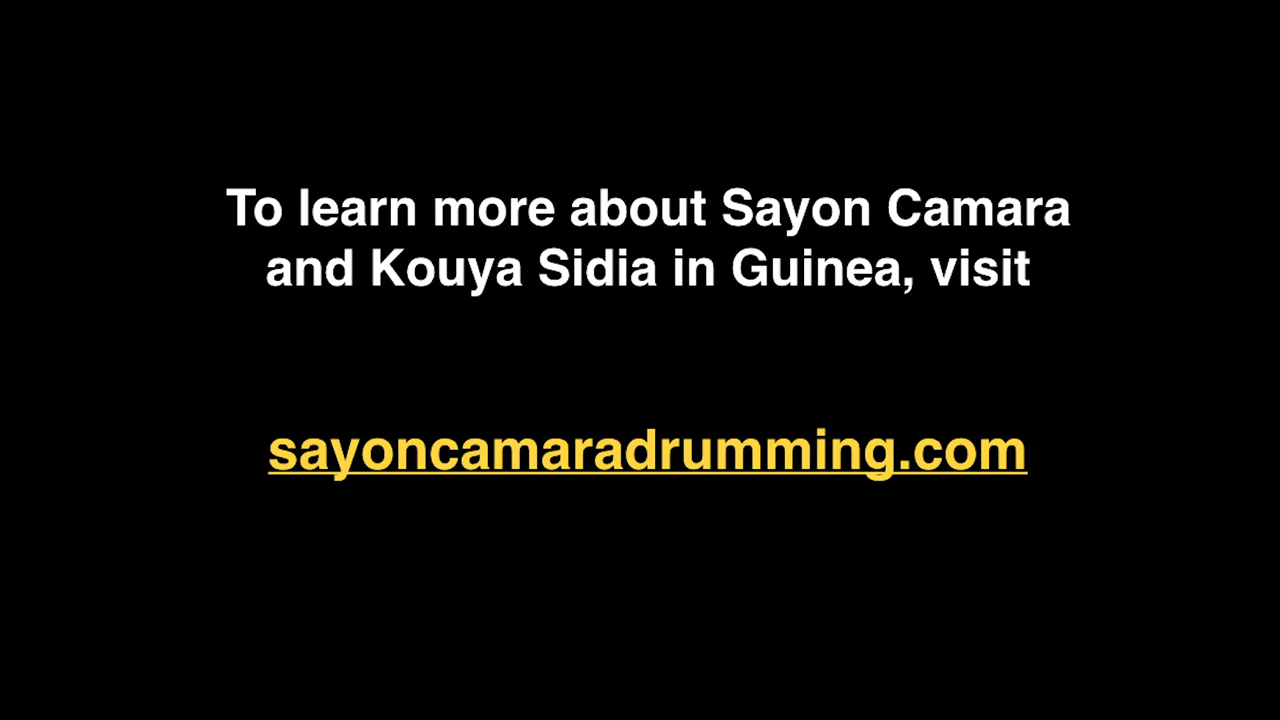 To learn more about Sayon Camara
and Kouya Sidia in Guinea, visit
sayoncamaradrumming.com